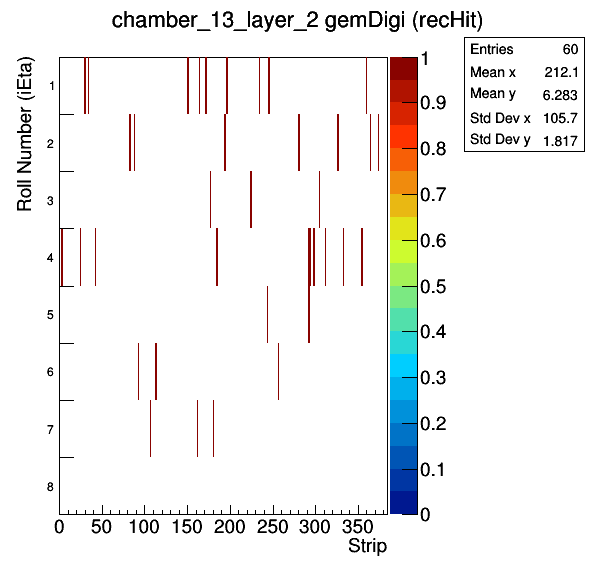 chamber_13_layer_2 gemDigi (recHit)
Entries 60
Mean x 212.1
Mean y 6.283
Std Dev x 105.7
Std Dev y 1.817
Roll Number (iEta)
1
2
3
4
5
6
7
8
0 50 100 150 200 250 300 350
Strip
1
0.9
0.8
0.7
0.6
0.5
0.4
0.3
0.2
0.1
0